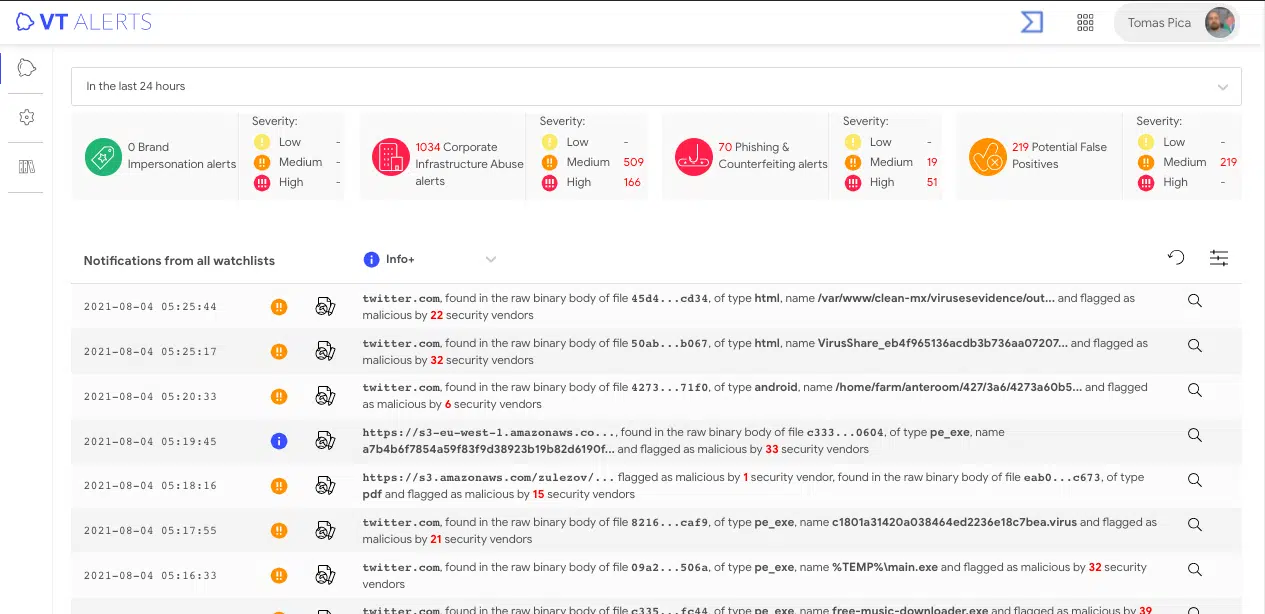 VT ALERTS
Tomas Pica
In the last 24 hours
0 Brand
Impersonation alerts
Severity:
Low -
Medium -
High -
1034 Corporate
Infrastructure Abuse
alerts
Severity:
Low -
Medium 509
High 166
70 Phishing &
Counterfeiting alerts
Severity:
Low -
Medium 19
High 51
219 Potential False
Positives
Severity:
Low -
Medium 219
High -
Notifications from all watchlists
Info+
2021-08-04 05:25:44
twitter.com, found in the raw binary body of file 45d4...cd34, of type html, name /var/www/clean-mx/virusesevidence/out... and flagged as
malicious by 22 security vendors
2021-08-04 05:25:17
twitter.com, found in the raw binary body of file 50ab...b067, of type html, name VirusShare_eb4f965136acdb3b736aa07207... and flagged as
malicious by 32 security vendors
2021-08-04 05:20:33
twitter.com, found in the raw binary body of file 4273...71f0, of type android, name /home/farm/anteroom/427/3a6/4273a60b5... and flagged
as malicious by 6 security vendors
2021-08-04 05:19:45
https://s3-eu-west-1.amazonaws.co..., found in the raw binary body of file c333...0604, of type pe_exe, name
a7b4b6f7854a59f83f9d38923b19b82d6190f... and flagged as malicious by 33 security vendors
2021-08-04 05:18:16
https://s3.amazonaws.com/zulezov/... flagged as malicious by 1 security vendor, found in the raw binary body of file eab0...c673, of type
pdf and flagged as malicious by 15 security vendors
2021-08-04 05:17:55
twitter.com, found in the raw binary body of file 8216...caf9, of type pe_exe, name c1801a31420a038464ed2236e18c7bea.virus and flagged as
malicious by 21 security vendors
2021-08-04 05:16:33
twitter.com, found in the raw binary body of file 09a2...506a, of type pe_exe, name %TEMP%\main.exe and flagged as malicious by 32 security
vendors
twitter.com, found in the raw binary body of file c335...fc44, of type pe_exe, name free-music-downloader.exe and flagged as malicious by 39